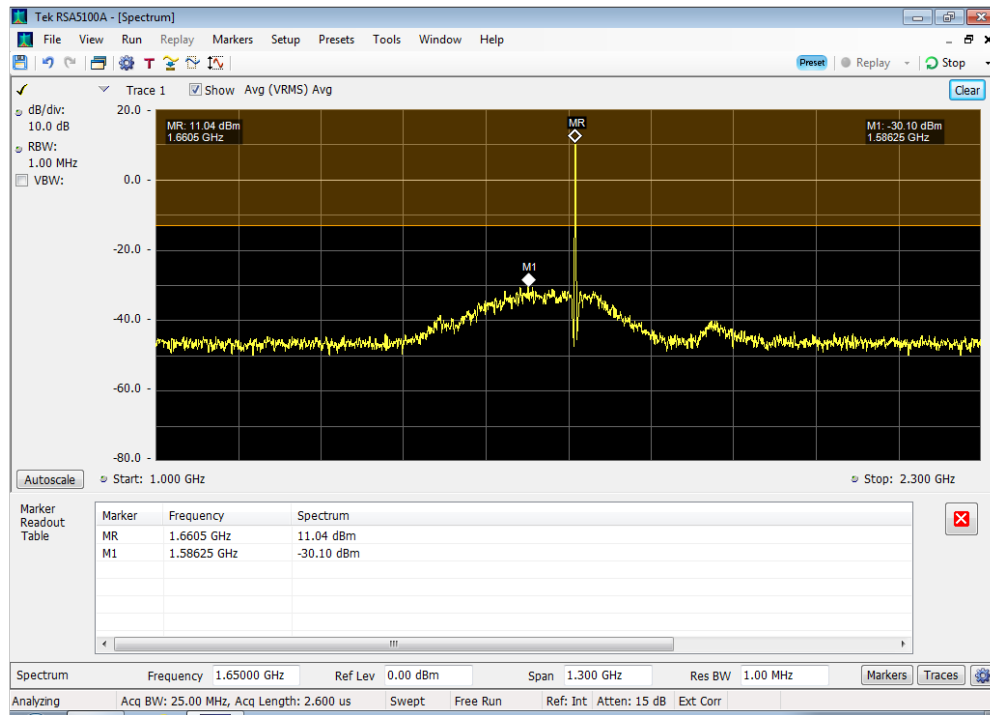 Tek RSA5100A - [Spectrum]
File View Run Replay Markers Setup Presets Tools Window Help
T Preset Replay Stop
Trace 1 Show Avg (VRMS) Avg Clear
dB/div:
10.0 dB
RBW:
1.00 MHz
VBW:
20.0
0.0
-20.0
-40.0
-60.0
-80.0
MR: 11.04 dBm
1.6605 GHz
MR
M1: -30.10 dBm
1.58625 GHz
M1
Autoscale Start: 1.000 GHz Stop: 2.300 GHz
Marker
Readout
Table
Marker Frequency Spectrum
MR 1.6605 GHz 11.04 dBm
M1 1.58625 GHz -30.10 dBm
Spectrum Frequency 1.65000 GHz Ref Lev 0.00 dBm Span 1.300 GHz Res BW 1.00 MHz Markers Traces
Analyzing Acq BW: 25.00 MHz, Acq Length: 2.600 us Swept Free Run Ref: Int Atten: 15 dB Ext Corr